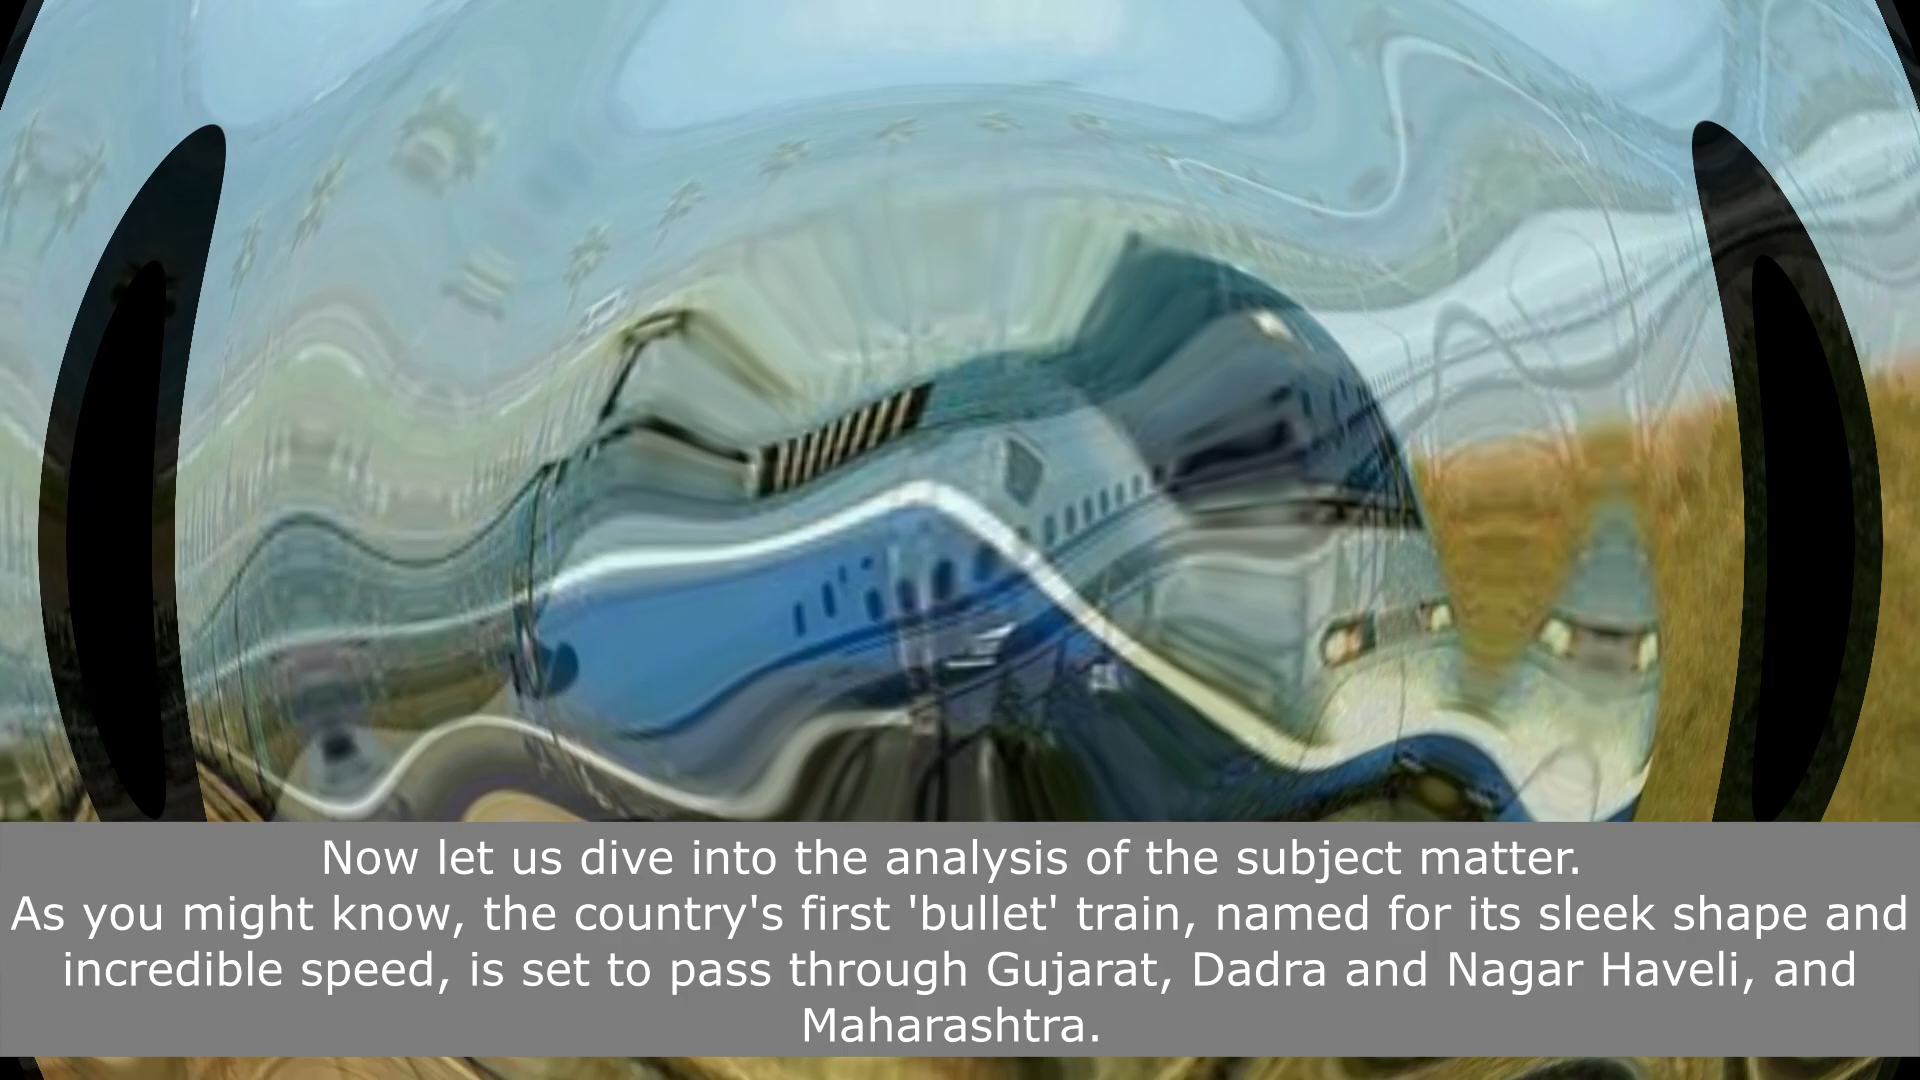 Now let us dive into the analysis of the subject matter.
As you might know, the country's first 'bullet' train, named for its sleek shape and
incredible speed, is set to pass through Gujarat, Dadra and Nagar Haveli, and
Maharashtra.